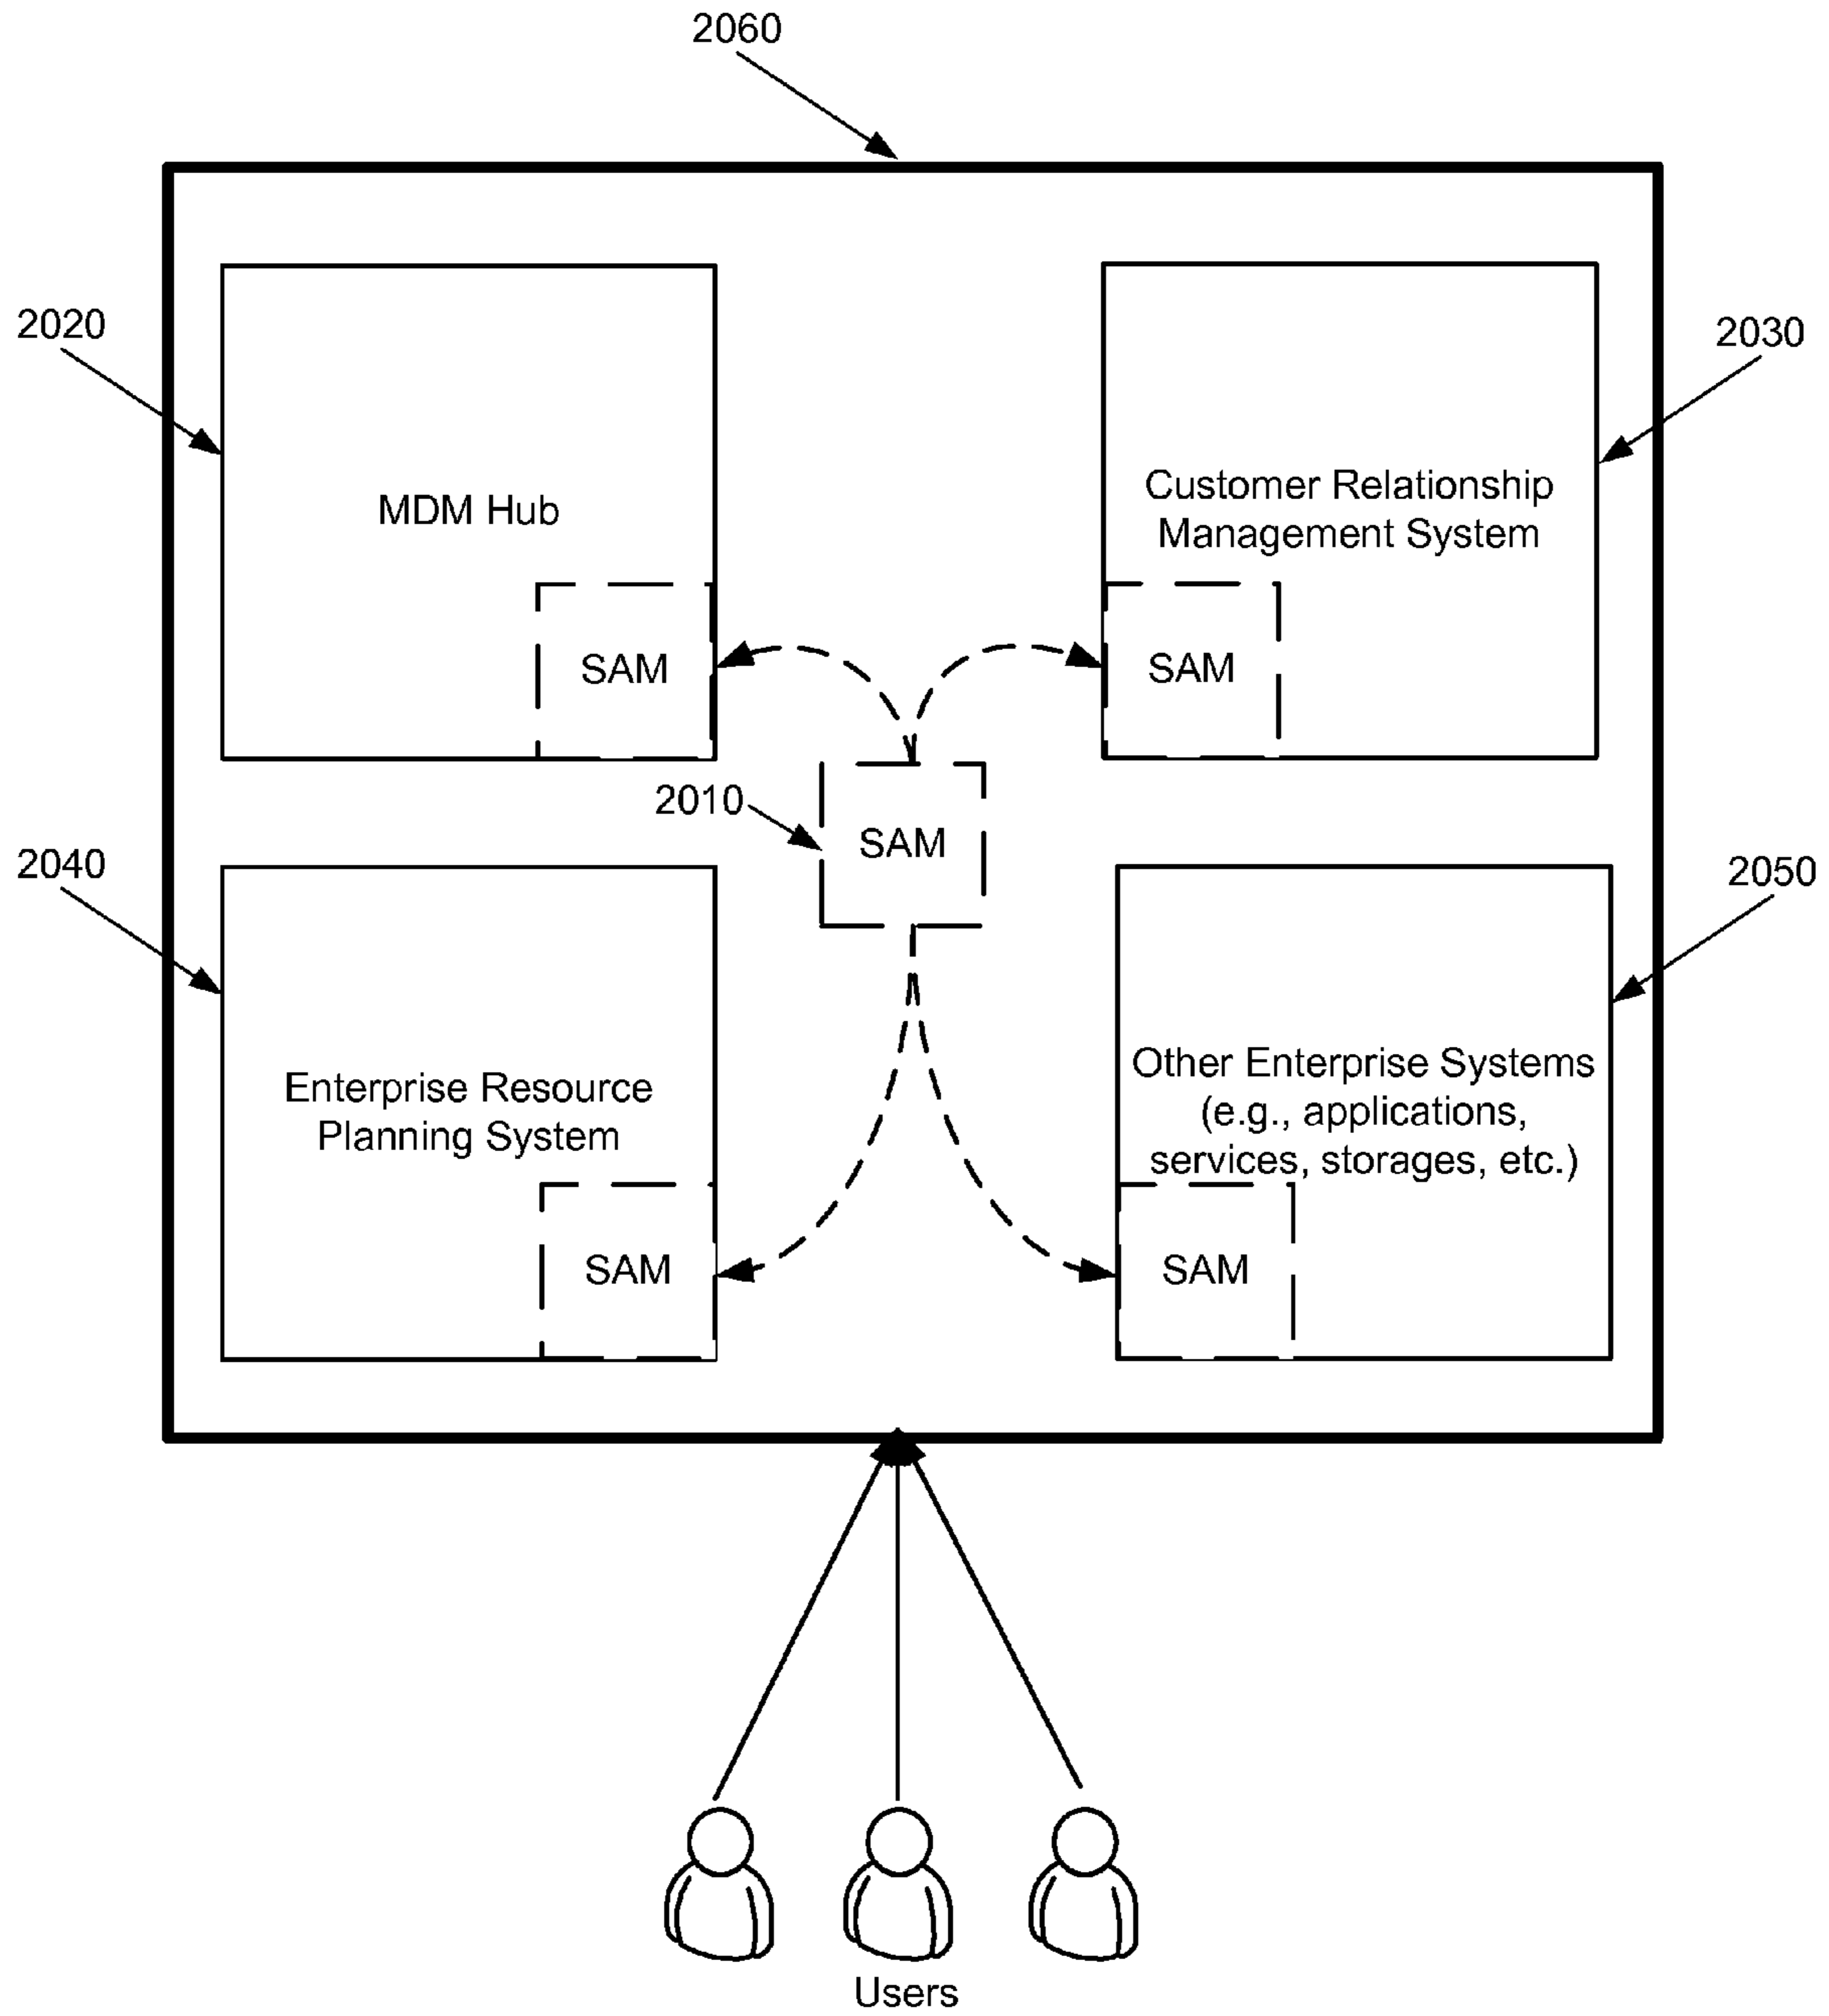 2060
2020
2030
MDM Hub
Customer Relationship
Management System
SAM
SAM
2010
SAM
2040
2050
Enterprise Resource
Planning System
Other Enterprise Systems
(e.g., applications,
services, storages, etc.)
SAM
SAM
Users